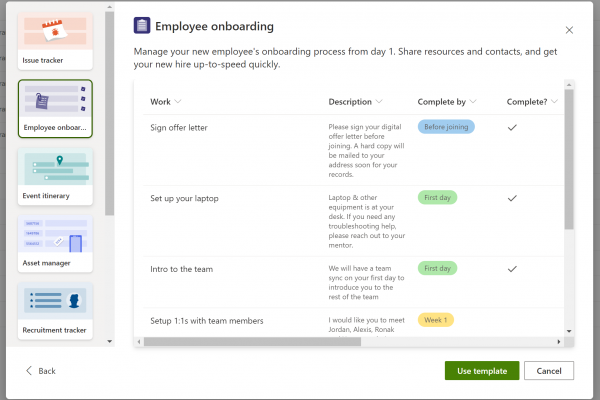 Issue tracker
Employee onboar...
Event itinerary
Asset manager
Recruitment tracker
Employee onboarding
Manage your new employee's onboarding process from day 1. Share resources and contacts, and get
your new hire up-to-speed quickly.
Work Description Complete by Complete?
Sign offer letter
Please sign your digital
offer letter before
joining. A hard copy will
be mailed to your
address soon for your
records.
Before joining
Set up your laptop
Laptop & other
equipment is at your
desk. If you need any
troubleshooting help,
please reach out to your
mentor.
First day
Intro to the team
We will have a team
sync on your first day to
introduce you to the
rest of the team
First day
Setup 1:1s with team members
I would like you to meet
Jordan, Alexis, Ronak
Week 1
Back
Use template
Cancel